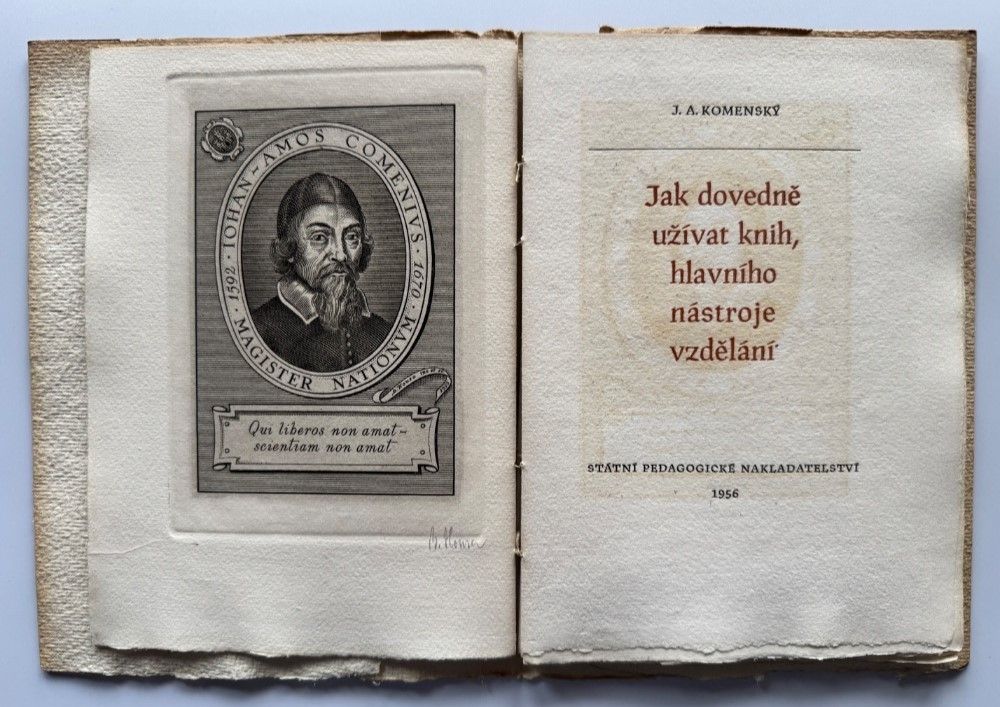 1592 · IOHAN-AMOS COMENIVS · 1670 · MAGISTER NATIONVM ·
Qui liberos non amat-
scientiam non amat
J. A. KOMENSKÝ
Jak dovedně
užívat knih,
hlavního
nástroje
vzdělání
STÁTNÍ PEDAGOGICKÉ NAKLADATELSTVÍ
1956